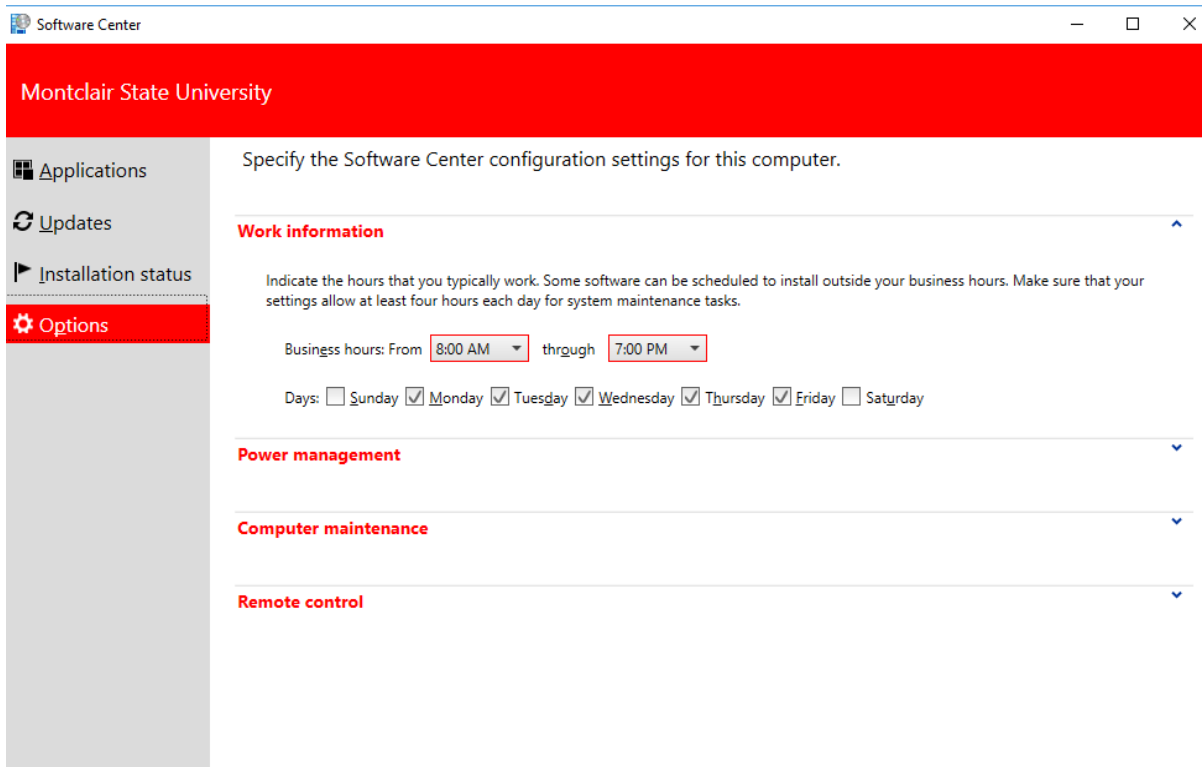 Software Center
Montclair State University
Applications
Updates
Installation status
Options
Specify the Software Center configuration settings for this computer.
Work information
Indicate the hours that you typically work. Some software can be scheduled to install outside your business hours. Make sure that your
settings allow at least four hours each day for system maintenance tasks.
Business hours: From 8:00 AM through 7:00 PM
Days: Sunday Monday Tuesday Wednesday Thursday Friday Saturday
Power management
Computer maintenance
Remote control